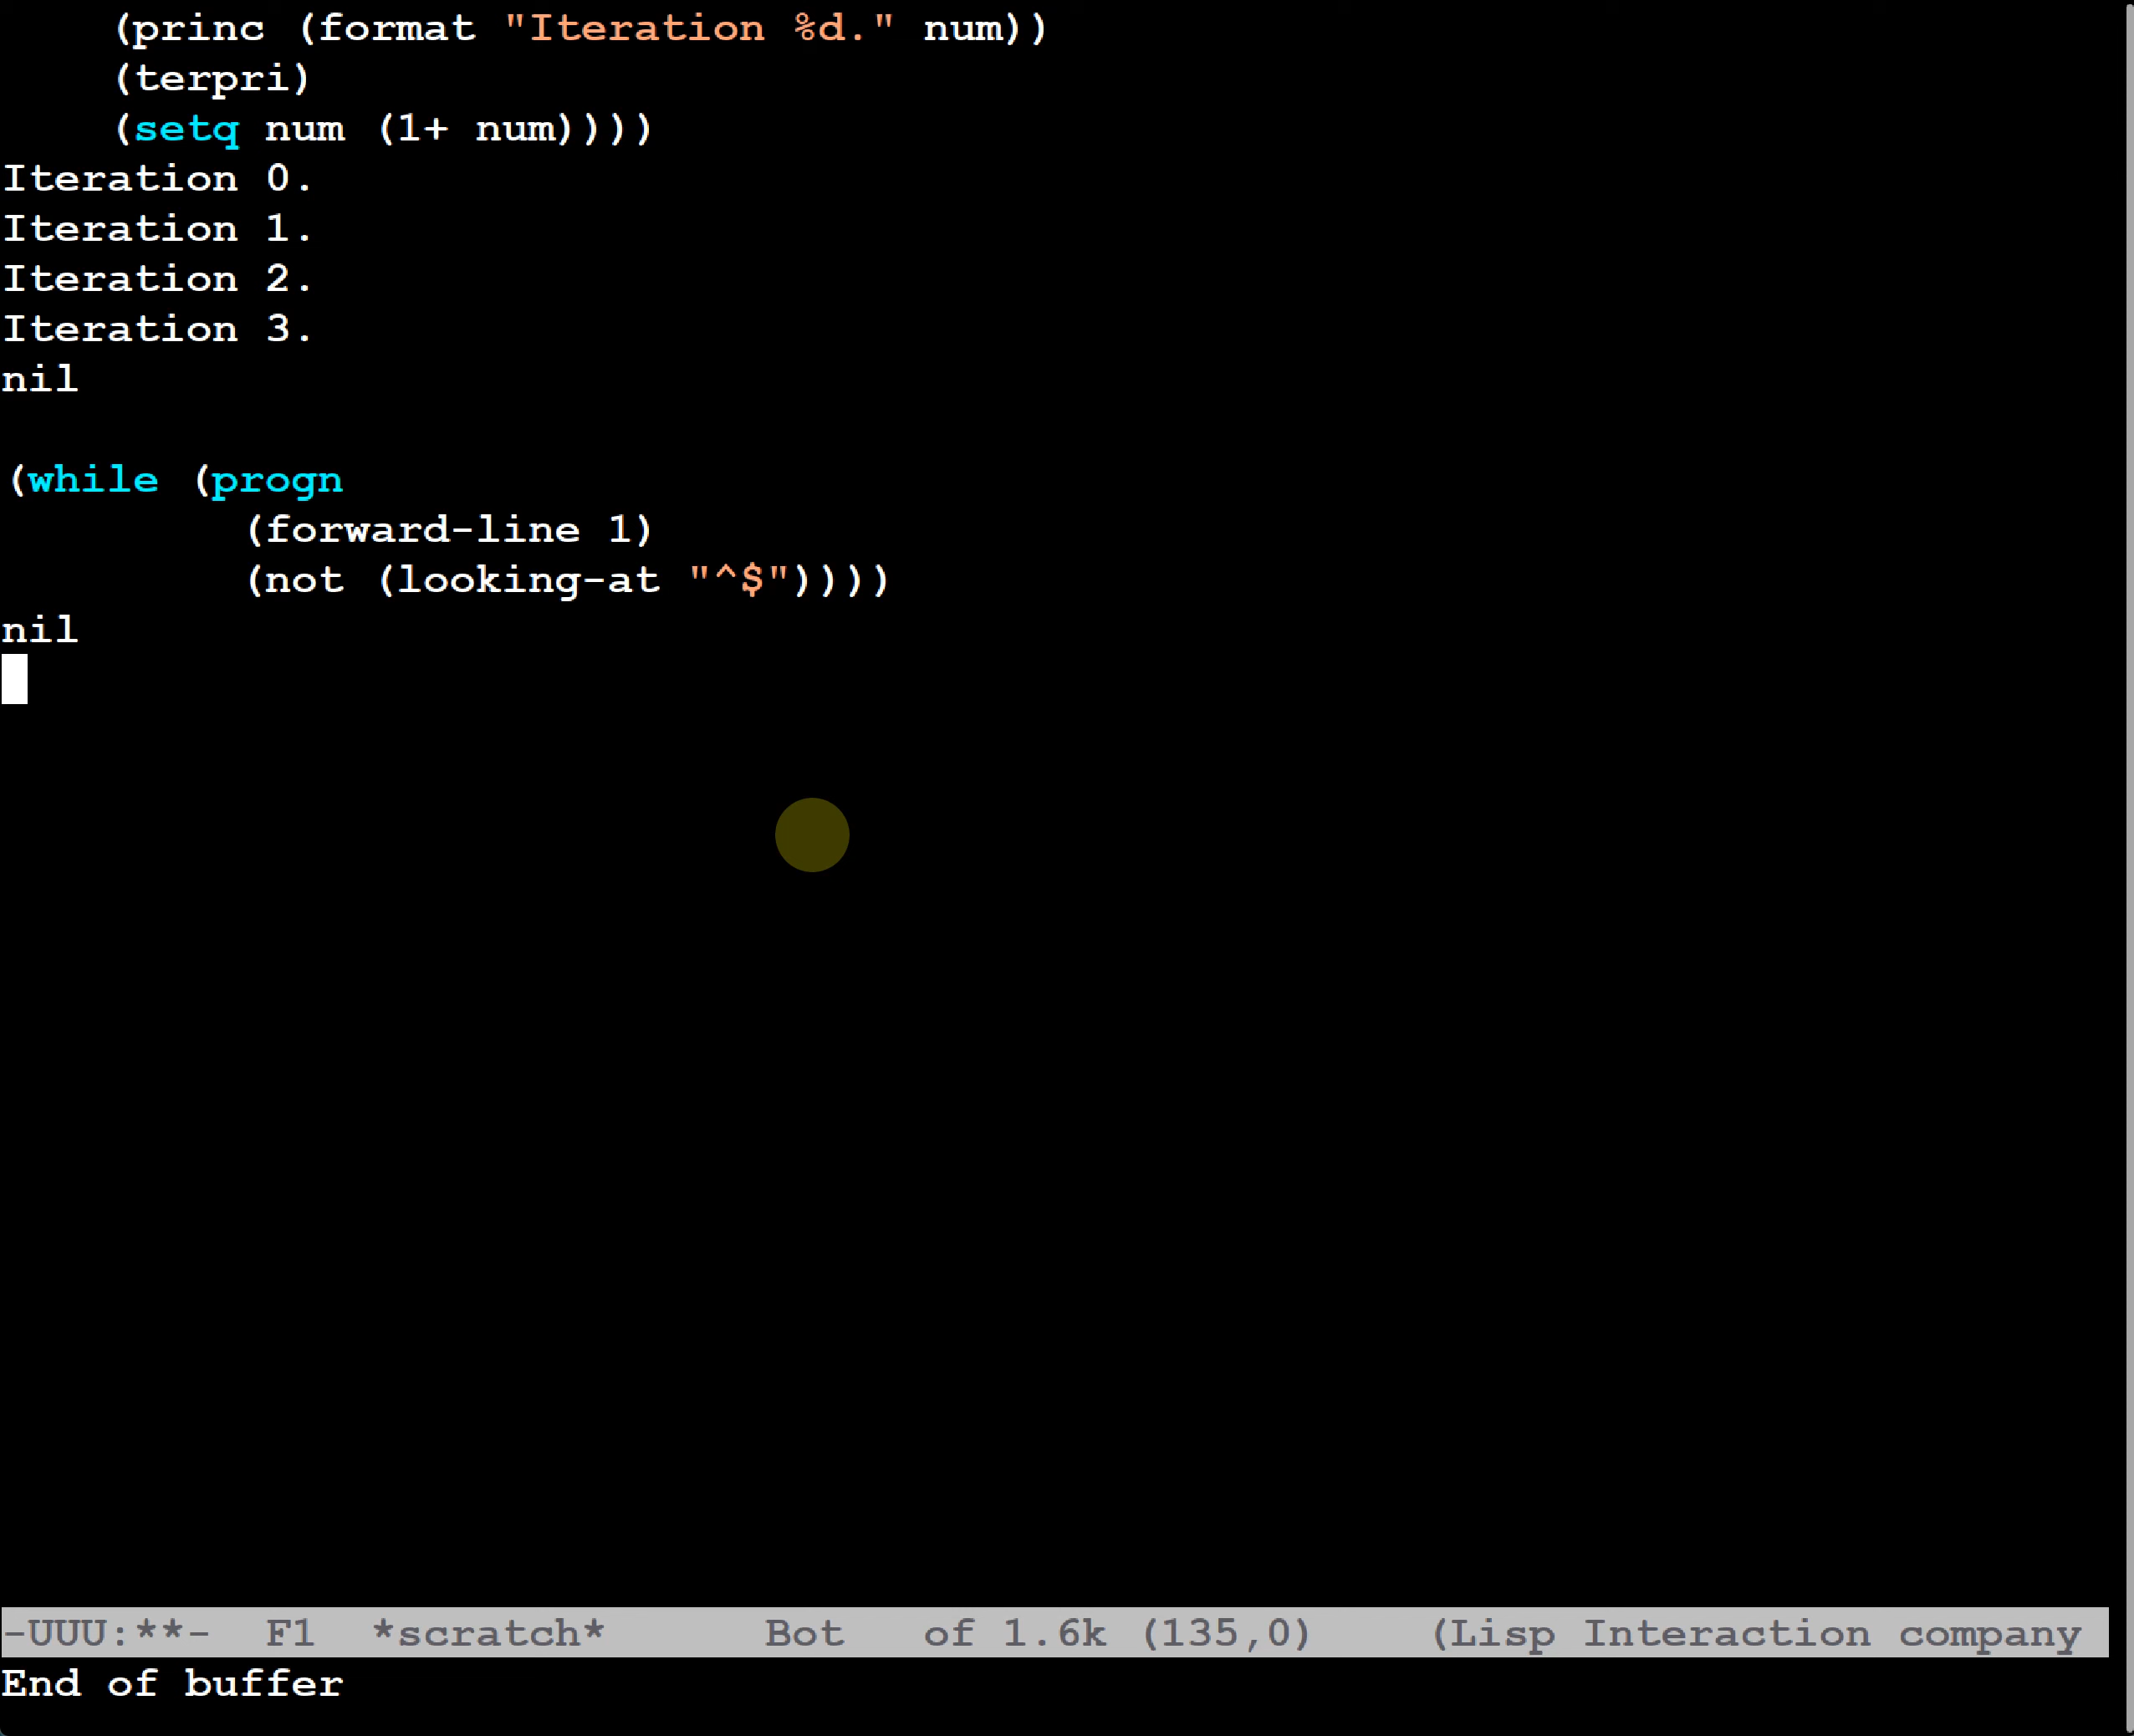 (princ (format "Iteration %d." num))
(terpri)
(setq num (1+ num))))
Iteration 0.
Iteration 1.
Iteration 2.
Iteration 3.
nil
(while (progn
(forward-line 1)
(not (looking-at "^$"))))
nil
-UUU:**- F1 *scratch* Bot of 1.6k (135,0) (Lisp Interaction company
End of buffer